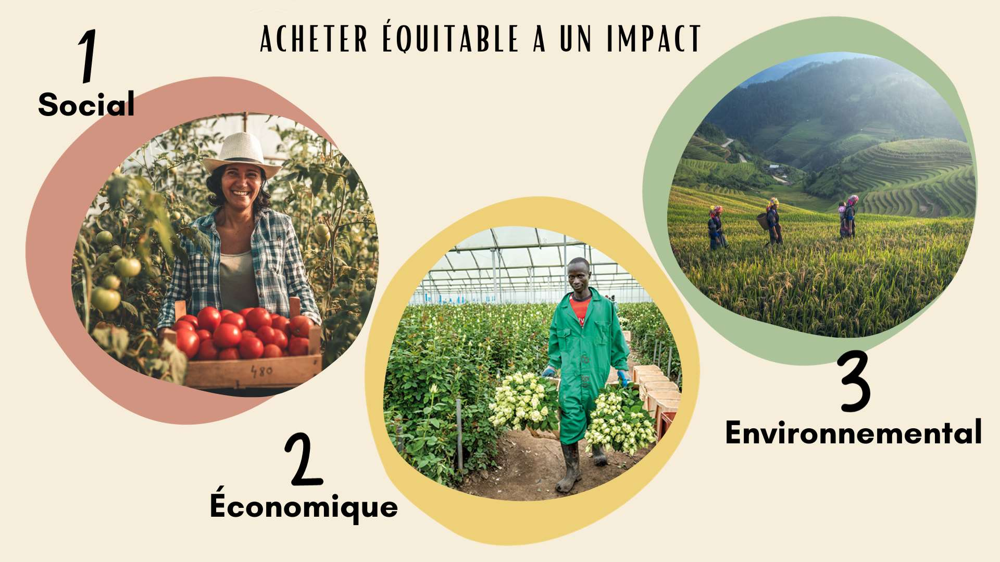 ACHETER ÉQUITABLE A UN IMPACT
1
Social
480
2
Économique
3
Environnemental